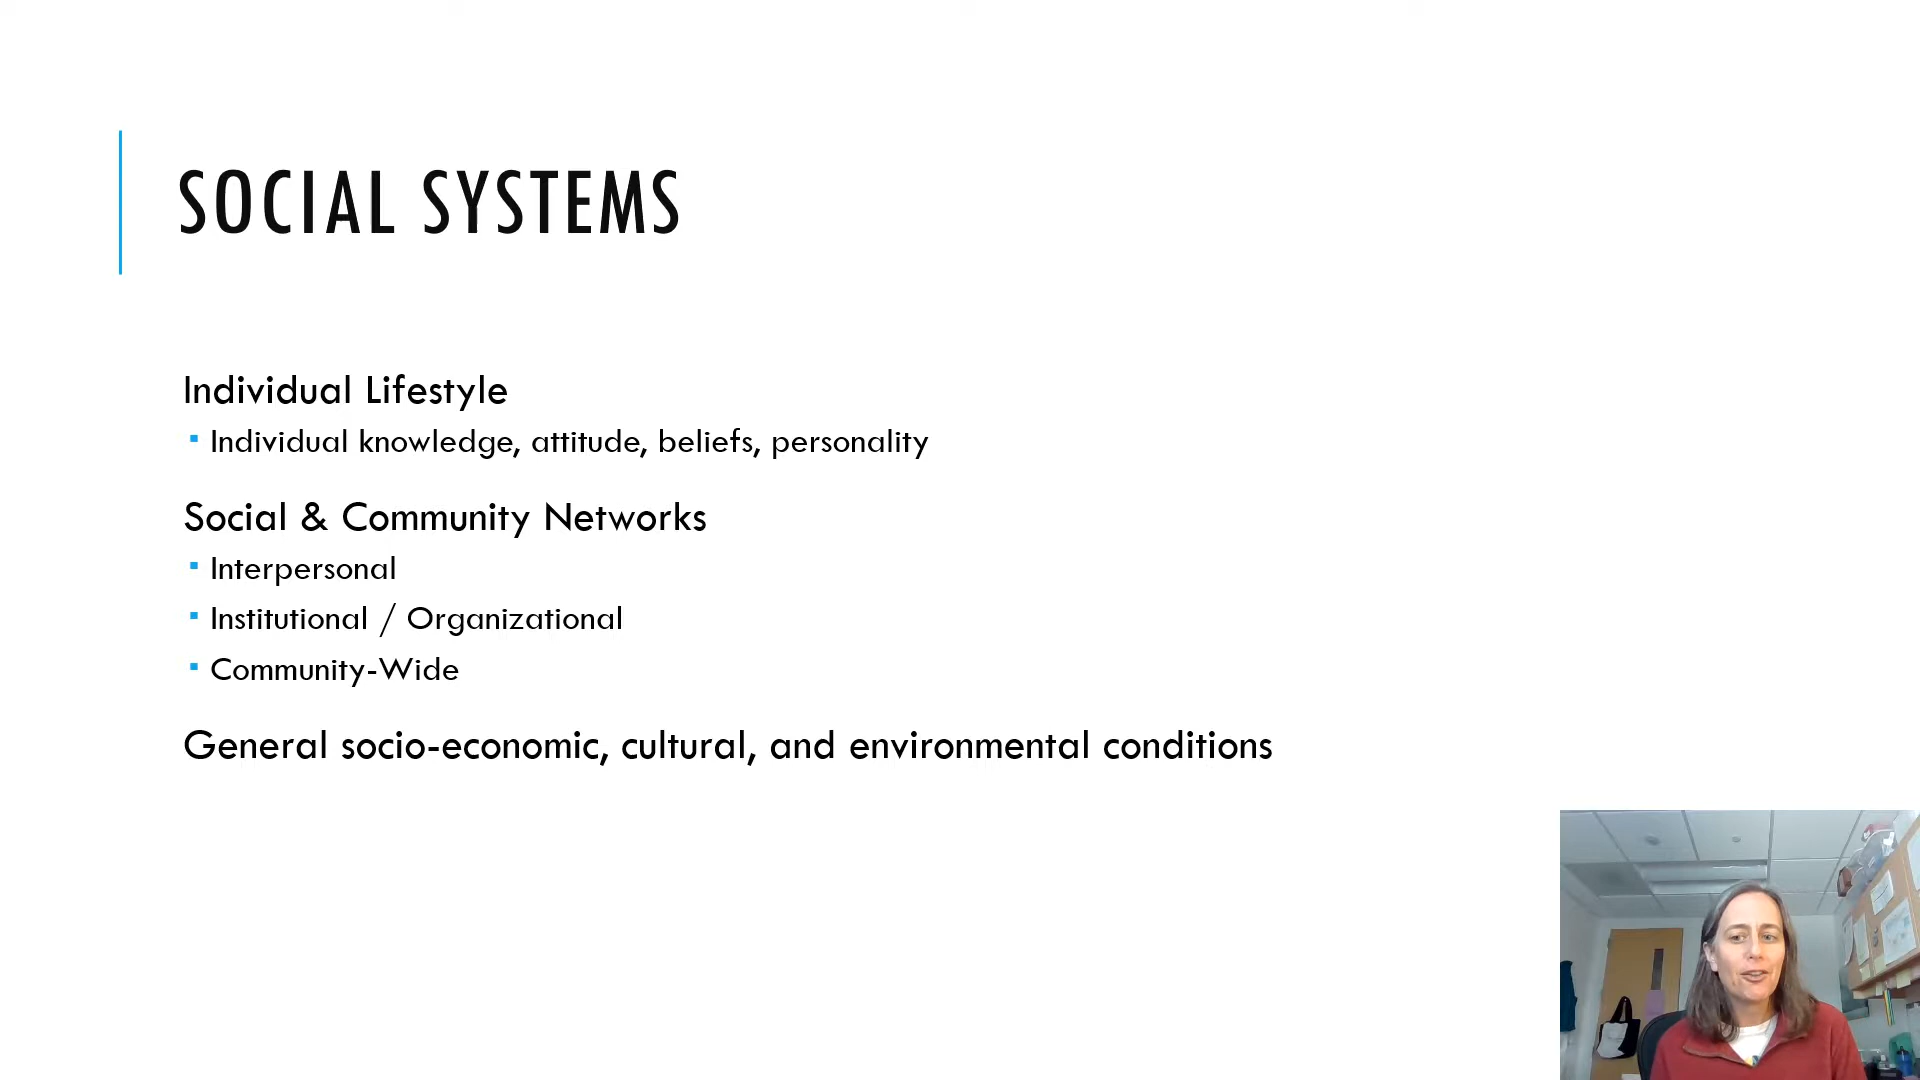 SOCIAL SYSTEMS
Individual Lifestyle
▪ Individual knowledge, attitude, beliefs, personality
Social & Community Networks
▪ Interpersonal
▪ Institutional / Organizational
▪ Community-Wide
General socio-economic, cultural, and environmental conditions